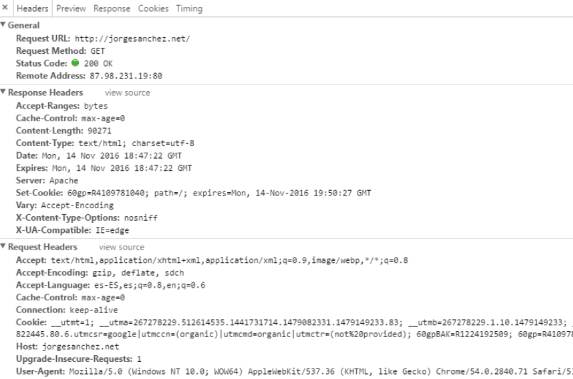 × Headers Preview Response Cookies Timing
▼ General
Request URL: http://jorgesanchez.net/
Request Method: GET
Status Code: 200 OK
Remote Address: 87.98.231.19:80
▼ Response Headers view source
Accept-Ranges: bytes
Cache-Control: max-age=0
Content-Length: 90271
Content-Type: text/html; charset=utf-8
Date: Mon, 14 Nov 2016 18:47:22 GMT
Expires: Mon, 14 Nov 2016 18:47:22 GMT
Server: Apache
Set-Cookie: 60gp=R4109781040; path=/; expires=Mon, 14-Nov-2016 19:50:27 GMT
Vary: Accept-Encoding
X-Content-Type-Options: nosniff
X-UA-Compatible: IE=edge
▼ Request Headers view source
Accept: text/html,application/xhtml+xml,application/xml;q=0.9,image/webp,*/*;q=0.8
Accept-Encoding: gzip, deflate, sdch
Accept-Language: es-ES,es;q=0.8,en;q=0.6
Cache-Control: max-age=0
Connection: keep-alive
Cookie: __utmt=1; __utma=267278229.512614535.1441731714.1479082331.1479149233.83; __utmb=267278229.1.10.1479149233;
822445.80.6.utmcsr=google|utmccn=(organic)|utmcmd=organic|utmctr=(not%20provided); 60gpBAK=R1224192509; 60gp=R410978
Host: jorgesanchez.net
Upgrade-Insecure-Requests: 1
User-Agent: Mozilla/5.0 (Windows NT 10.0; WOW64) AppleWebKit/537.36 (KHTML, like Gecko) Chrome/54.0.2840.71 Safari/53